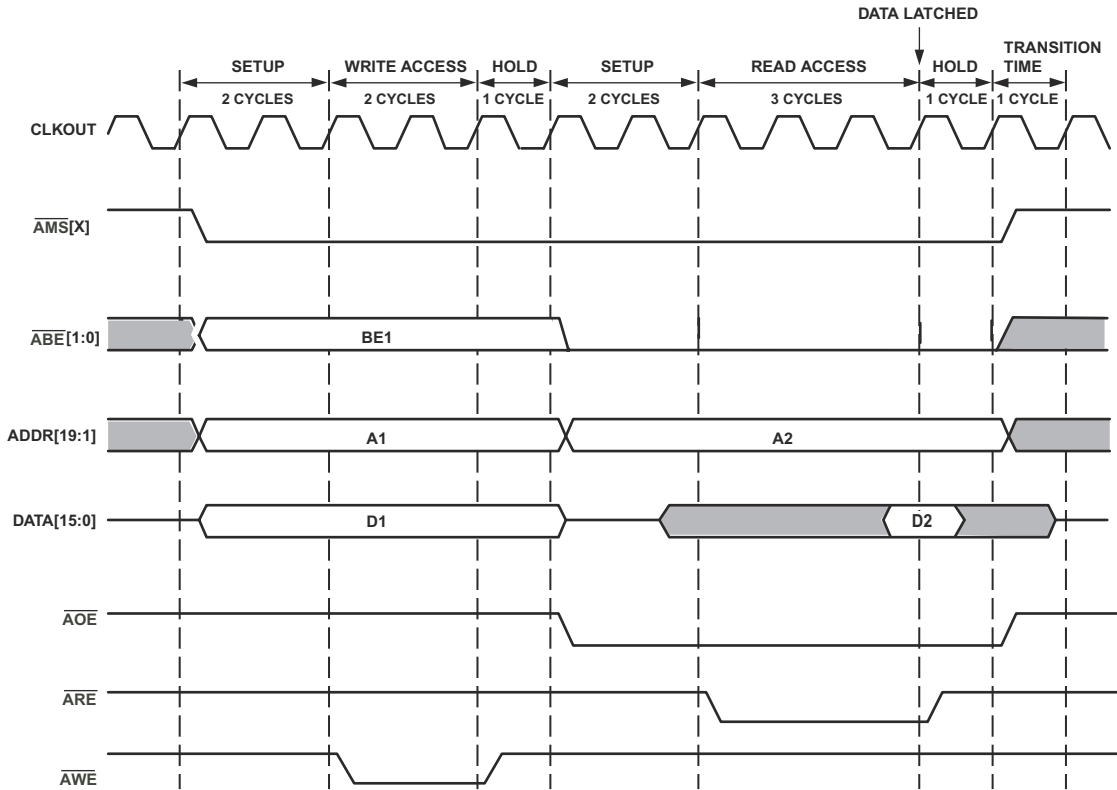 DATA LATCHED
SETUP WRITE ACCESS HOLD SETUP READ ACCESS HOLD TRANSITION TIME
2 CYCLES 2 CYCLES 1 CYCLE 2 CYCLES 3 CYCLES 1 CYCLE 1 CYCLE
CLKOUT
AMS[X]
ABE[1:0] BE1
ADDR[19:1] A1 A2
DATA[15:0] D1 D2
AOE
ARE
AWE